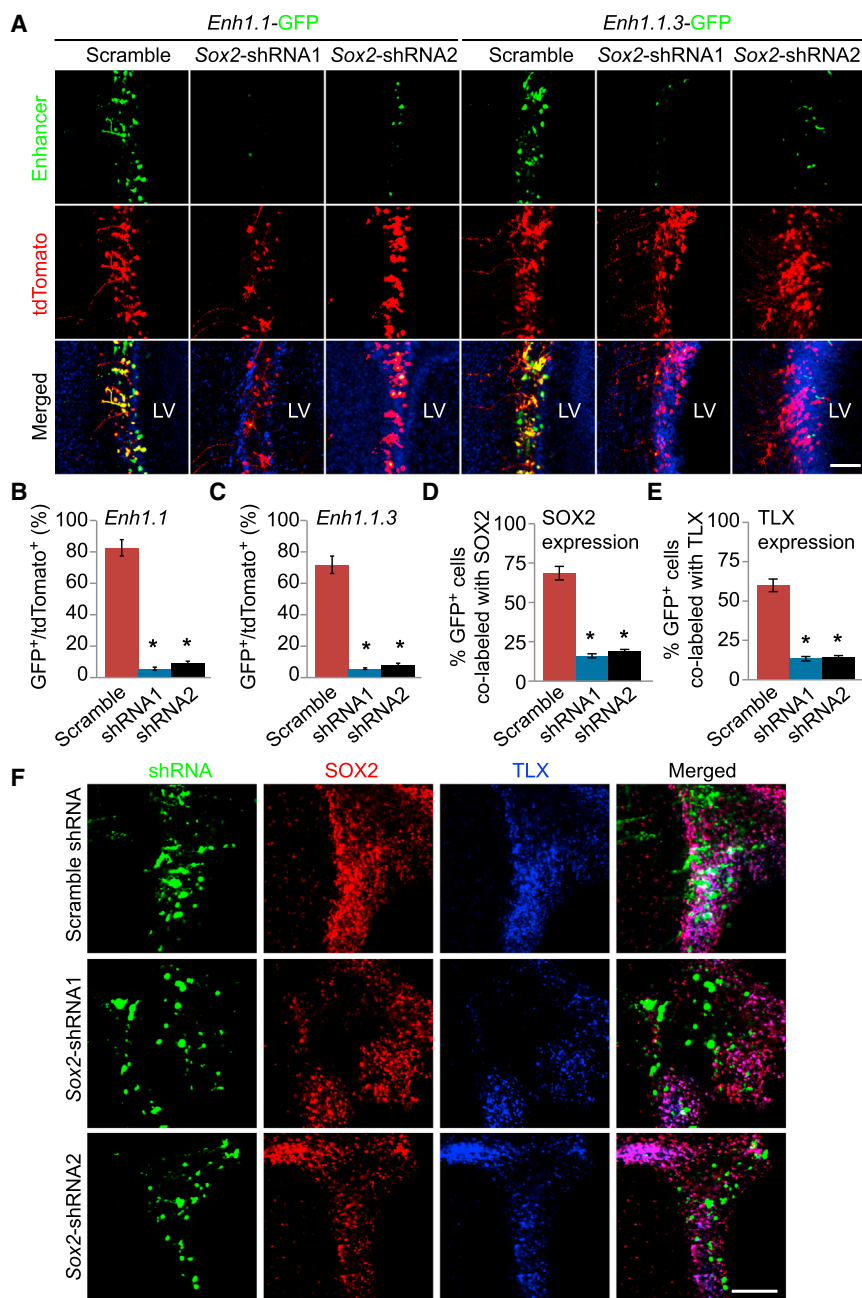 A
Enh1.1-GFP
Enh1.1.3-GFP
Scramble
Sox2-shRNA1
Sox2-shRNA2
Scramble
Sox2-shRNA1
Sox2-shRNA2
Enhancer
tdTomato
Merged
LV
LV
LV
LV
LV
LV
B
Enh1.1
GFP+/tdTomato+ (%)
100
80
60
40
20
0
*
*
Scramble
shRNA1
shRNA2
C
Enh1.1.3
GFP+/tdTomato+ (%)
100
80
60
40
20
0
*
*
Scramble
shRNA1
shRNA2
D
SOX2
expression
% GFP+ cells
co-labeled with SOX2
100
75
50
25
0
*
*
Scramble
shRNA1
shRNA2
E
TLX
expression
% GFP+ cells
co-labeled with TLX
100
75
50
25
0
*
*
Scramble
shRNA1
shRNA2
F
shRNA
SOX2
TLX
Merged
Scramble shRNA
Sox2-shRNA1
Sox2-shRNA2